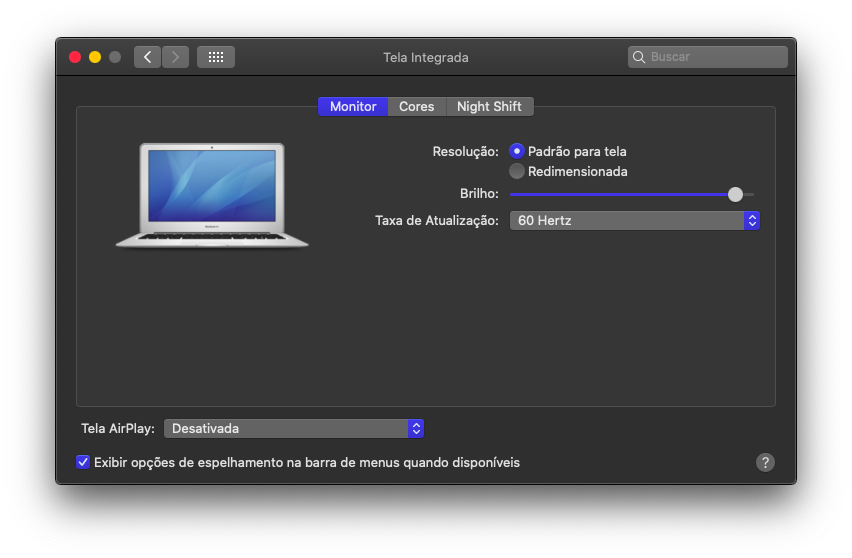 Tela Integrada
Buscar
Monitor Cores Night Shift
Resolução: Padrão para tela
Redimensionada
Brilho:
Taxa de Atualização: 60 Hertz
Tela AirPlay: Desativada
Exibir opções de espelhamento na barra de menus quando disponíveis
?